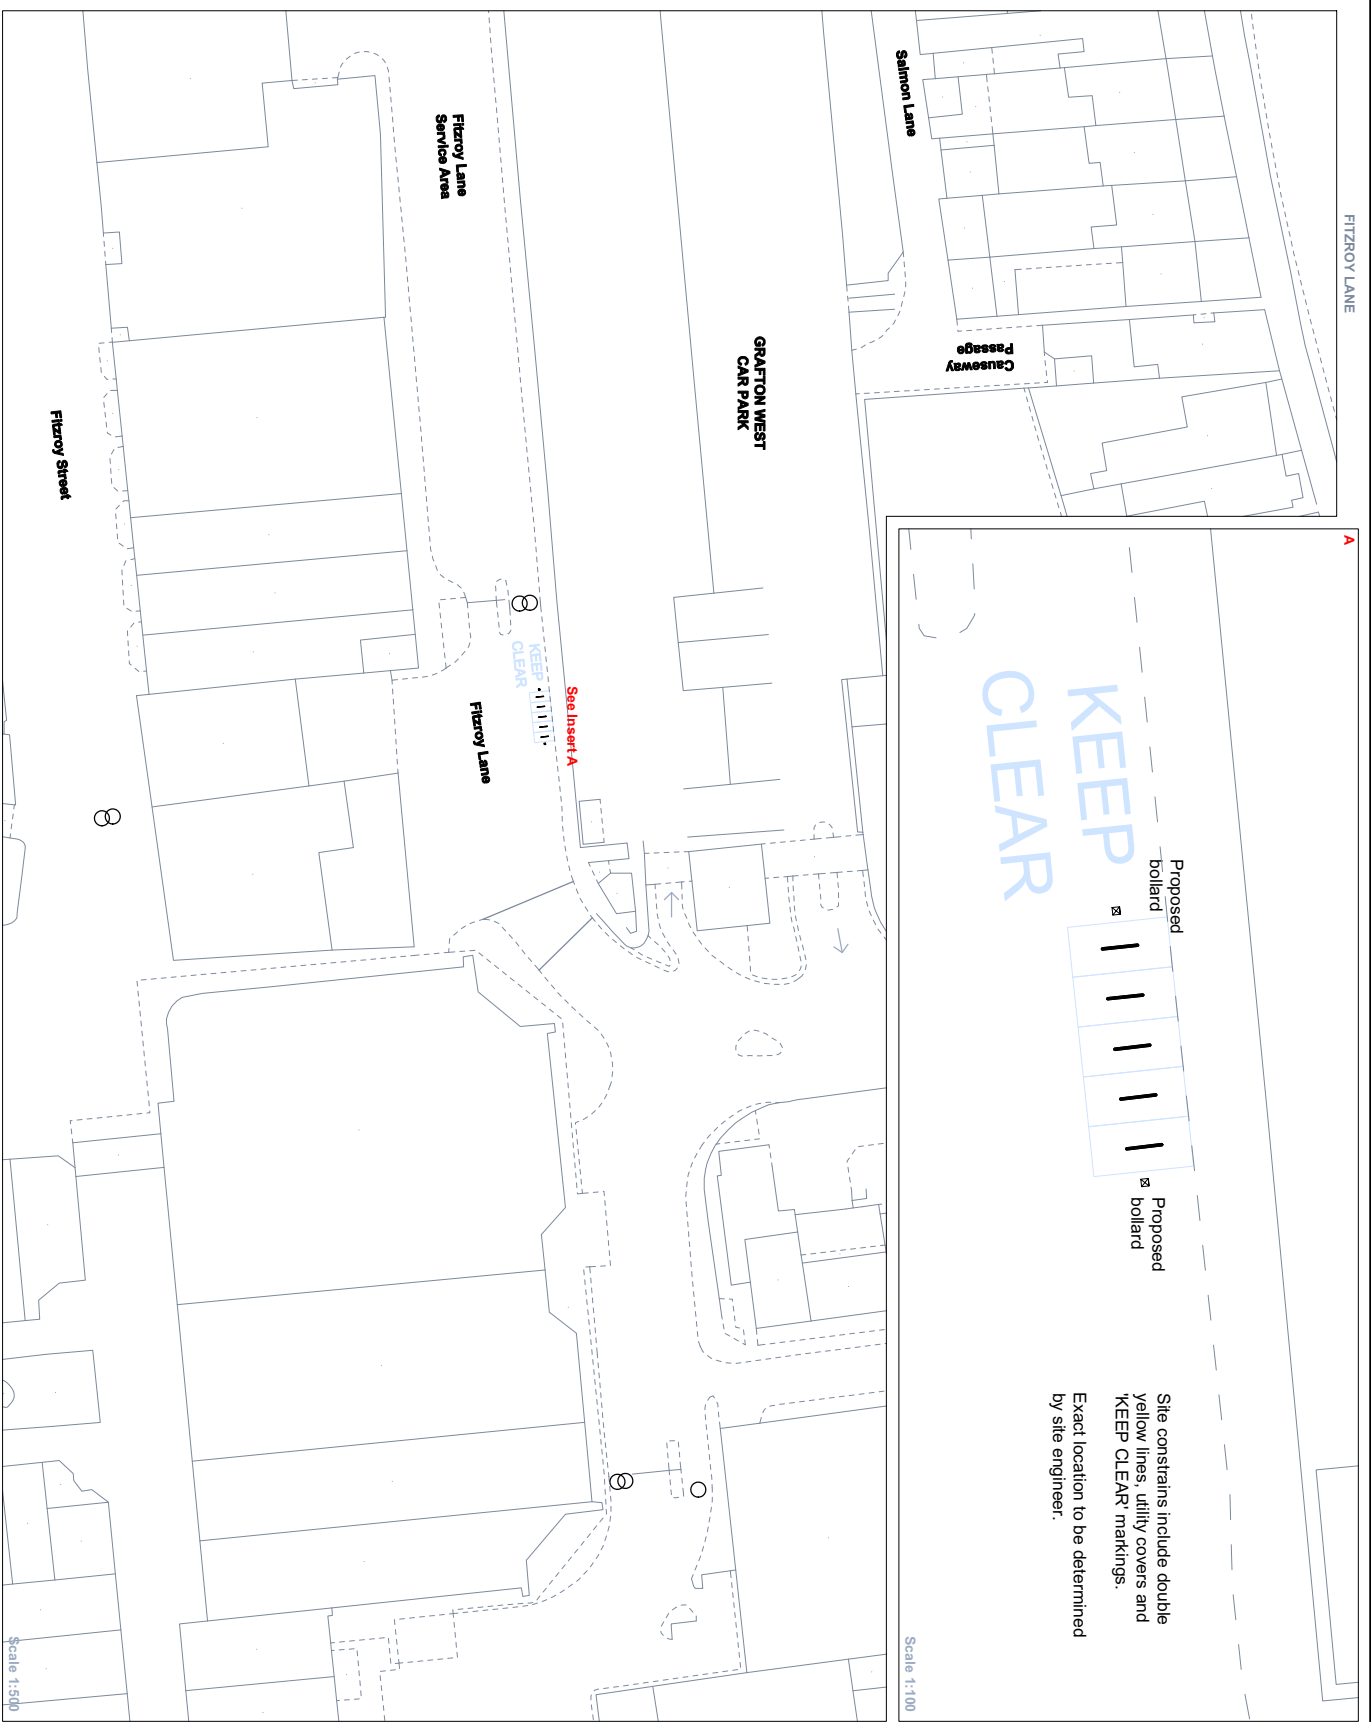 FITZROY LANE
Salmon Lane
Causeway
Passage
GRAFTON WEST
CAR PARK
Fitzroy Lane
Service Area
Fitzroy Street
KEEP
CLEAR
See Insert A
Fitzroy Lane
Scale 1:500
A
KEEP
CLEAR
Proposed
bollard
Proposed
bollard
Site constrains include double
yellow lines, utility covers and
'KEEP CLEAR' markings.
Exact location to be determined
by site engineer.
Scale 1:100